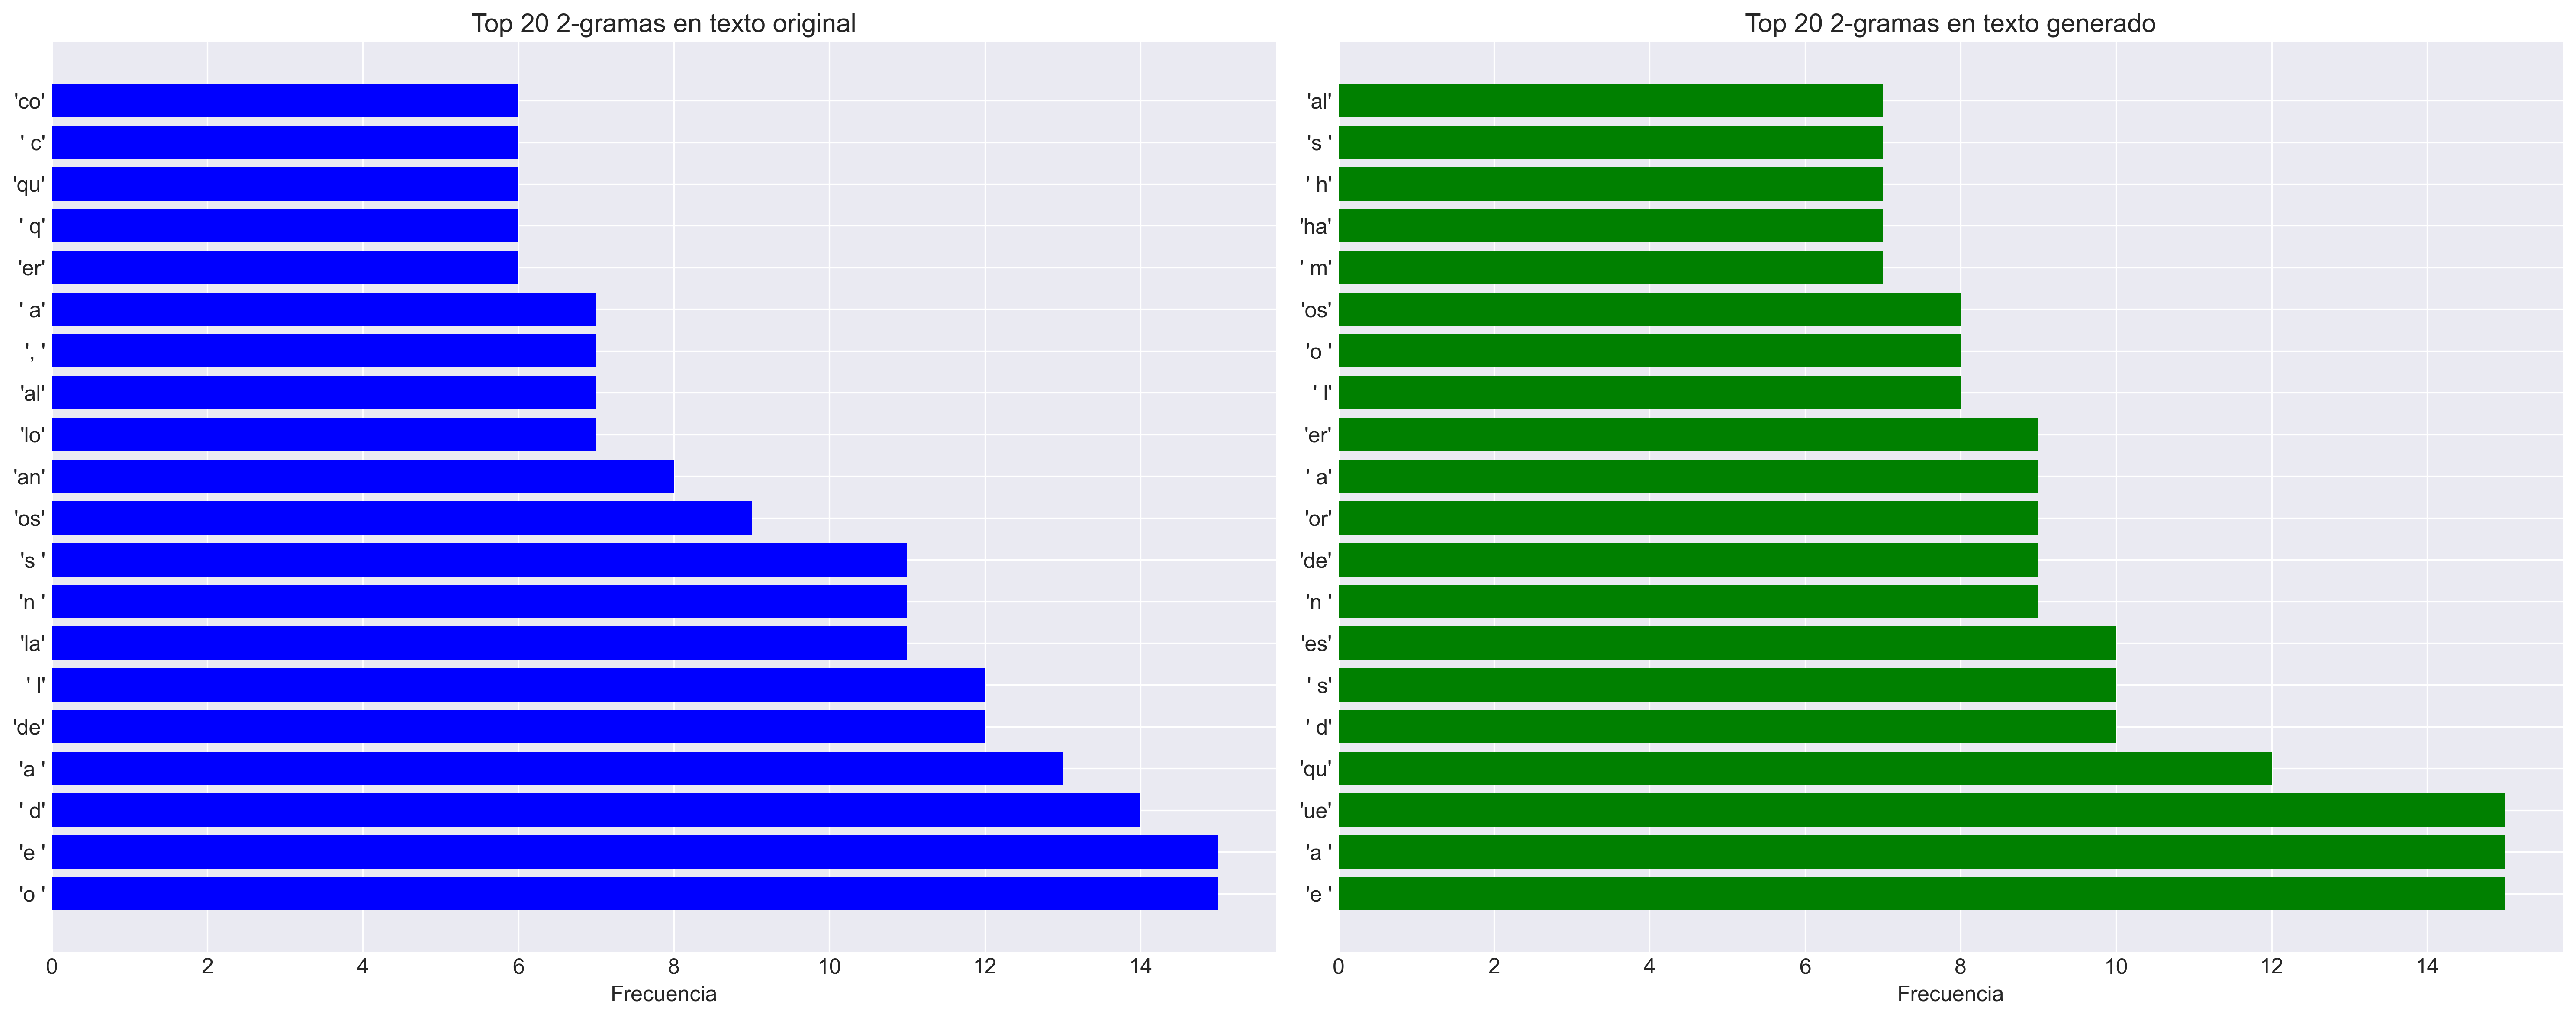 Top 20 2-gramas en texto original
'co'
' c'
'qu'
' q'
'er'
' a'
', '
'al'
'lo'
'an'
'os'
's '
'n '
'la'
' l'
'de'
'a '
' d'
'e '
'o '
0 2 4 6 8 10 12 14
Frecuencia
Top 20 2-gramas en texto generado
'al'
's '
' h'
'ha'
' m'
'os'
'o '
' l'
'er'
' a'
'or'
'de'
'n '
'es'
' s'
' d'
'qu'
'ue'
'a '
'e '
0 2 4 6 8 10 12 14
Frecuencia